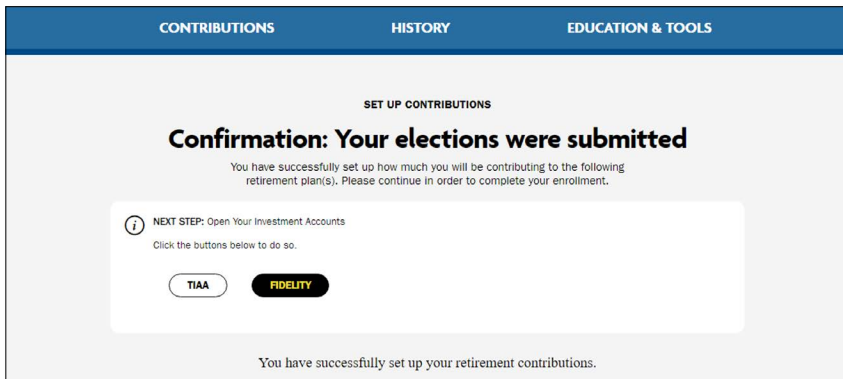 CONTRIBUTIONS HISTORY EDUCATION & TOOLS
SET UP CONTRIBUTIONS
Confirmation: Your elections were submitted
You have successfully set up how much you will be contributing to the following
retirement plan(s). Please continue in order to complete your enrollment.
NEXT STEP: Open Your Investment Accounts
Click the buttons below to do so.
TIAA FIDELITY
You have successfully set up your retirement contributions.